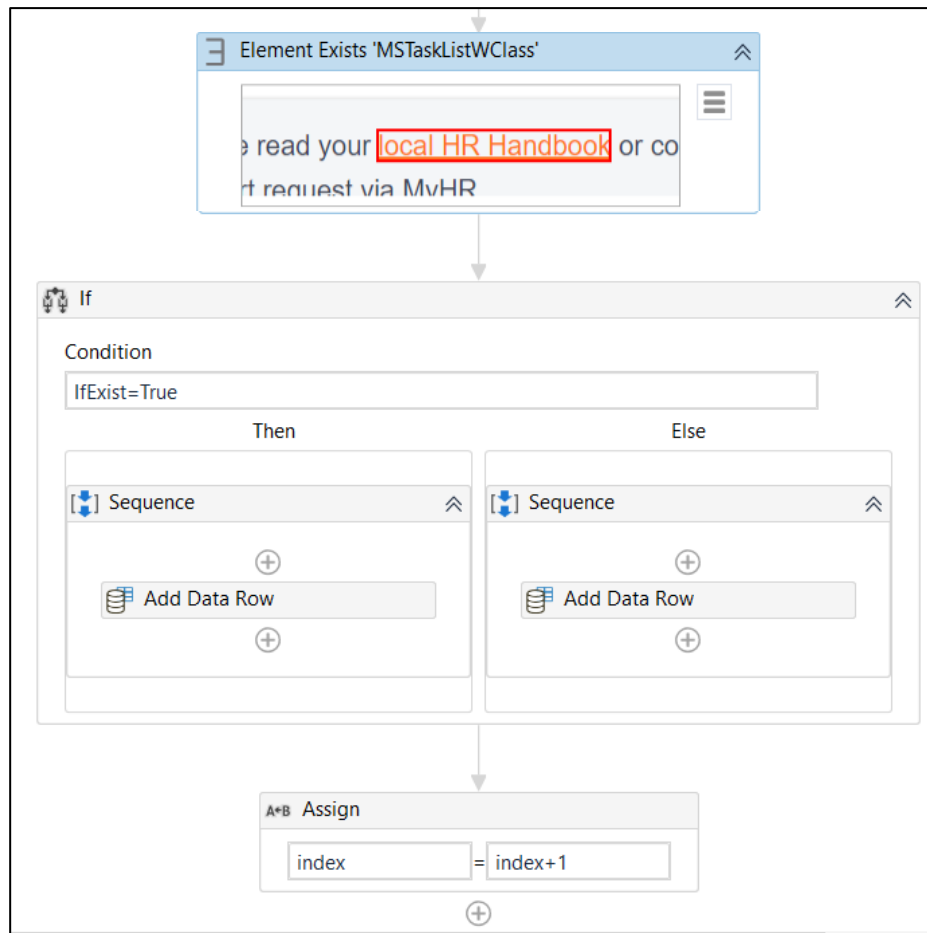 Element Exists 'MSTaskListWClass'
e read your local HR Handbook or co
rt request via MyHR
If
Condition
IfExist=True
Then
Else
Sequence
Sequence
Add Data Row
Add Data Row
A+B Assign
index = index+1